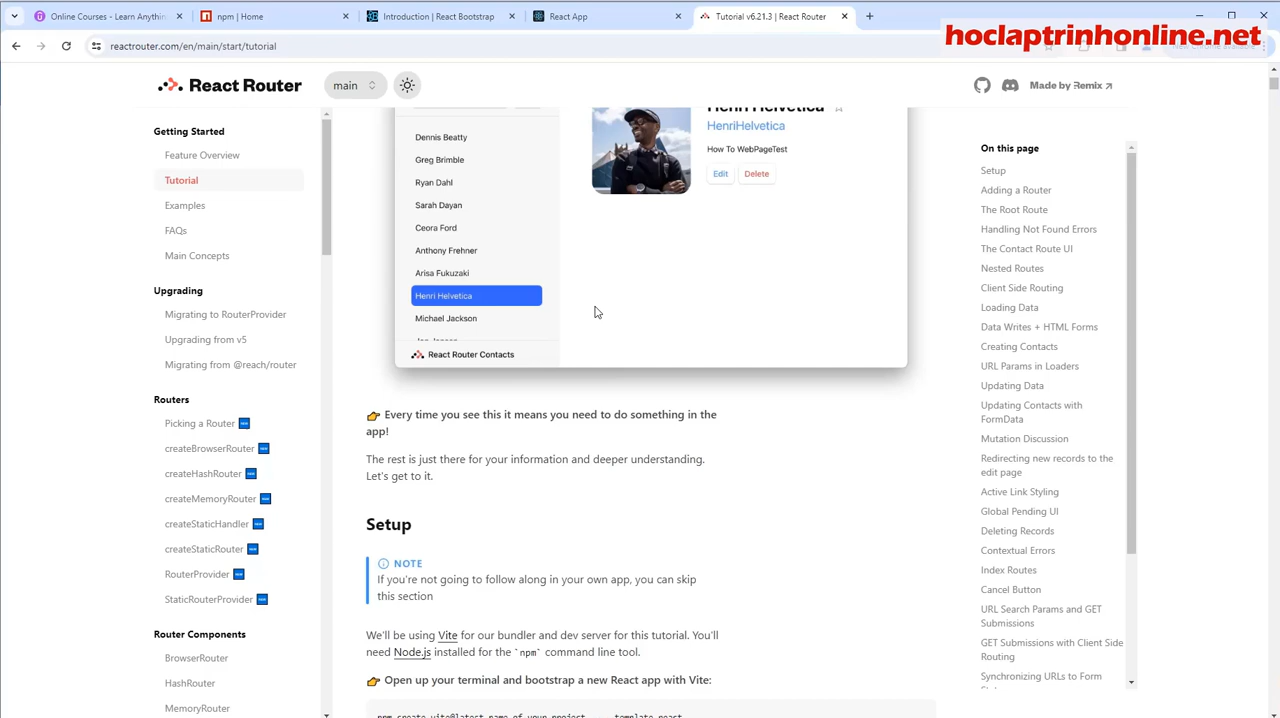 Online Courses - Learn Anythin
npm | Home
Introduction | React Bootstrap
React App
Tutorial v6.21.3 | React Router
hoclaptrinhonline.net
reactrouter.com/en/main/start/tutorial
React Router
main
Made by Remix ↗
Getting Started
Feature Overview
Tutorial
Examples
FAQs
Main Concepts
Upgrading
Migrating to RouterProvider
Upgrading from v5
Migrating from @reach/router
Routers
Picking a Router
createBrowserRouter
createHashRouter
createMemoryRouter
createStaticHandler
createStaticRouter
RouterProvider
StaticRouterProvider
Router Components
BrowserRouter
HashRouter
MemoryRouter
Dennis Beatty
Greg Brimble
Ryan Dahl
Sarah Dayan
Ceora Ford
Anthony Frehner
Arisa Fukuzaki
Henri Helvetica
Michael Jackson
React Router Contacts
Henri Helvetica
HenriHelvetica
How To WebPageTest
Edit
Delete
👉 Every time you see this it means you need to do something in the
app!
The rest is just there for your information and deeper understanding.
Let's get to it.
Setup
NOTE
If you're not going to follow along in your own app, you can skip
this section
We'll be using Vite for our bundler and dev server for this tutorial. You'll
need Node.js installed for the `npm` command line tool.
👉 Open up your terminal and bootstrap a new React app with Vite:
On this page
Setup
Adding a Router
The Root Route
Handling Not Found Errors
The Contact Route UI
Nested Routes
Client Side Routing
Loading Data
Data Writes + HTML Forms
Creating Contacts
URL Params in Loaders
Updating Data
Updating Contacts with
FormData
Mutation Discussion
Redirecting new records to the
edit page
Active Link Styling
Global Pending UI
Deleting Records
Contextual Errors
Index Routes
Cancel Button
URL Search Params and GET
Submissions
GET Submissions with Client Side
Routing
Synchronizing URLs to Form